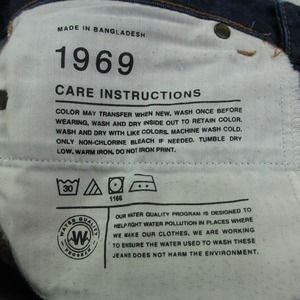 MADE IN BANGLADESH
1969
CARE INSTRUCTIONS
COLOR MAY TRANSFER WHEN NEW, WASH ONCE BEFORE
WEARING, WASH AND DRY INSIDE OUT TO RETAIN COLOR.
WASH AND DRY WITH LIKE COLORS. MACHINE WASH COLD.
ONLY NON-CHLORINE BLEACH IF NEEDED. TUMBLE DRY
LOW, WARM IRON DO NOT IRON PRINT.
30
1166
WATER QUALITY
W
PROGRAM
OUR WATER QUALITY PROGRAM IS DESIGNED TO
HELP FIGHT WATER POLLUTION IN PLACES WHERE
WE MAKE OUR CLOTHES, WE ARE WORKING
TO ENSURE THE WATER USED TO WASH THESE
JEANS DOES NOT HARM THE ENVIRONMENT.